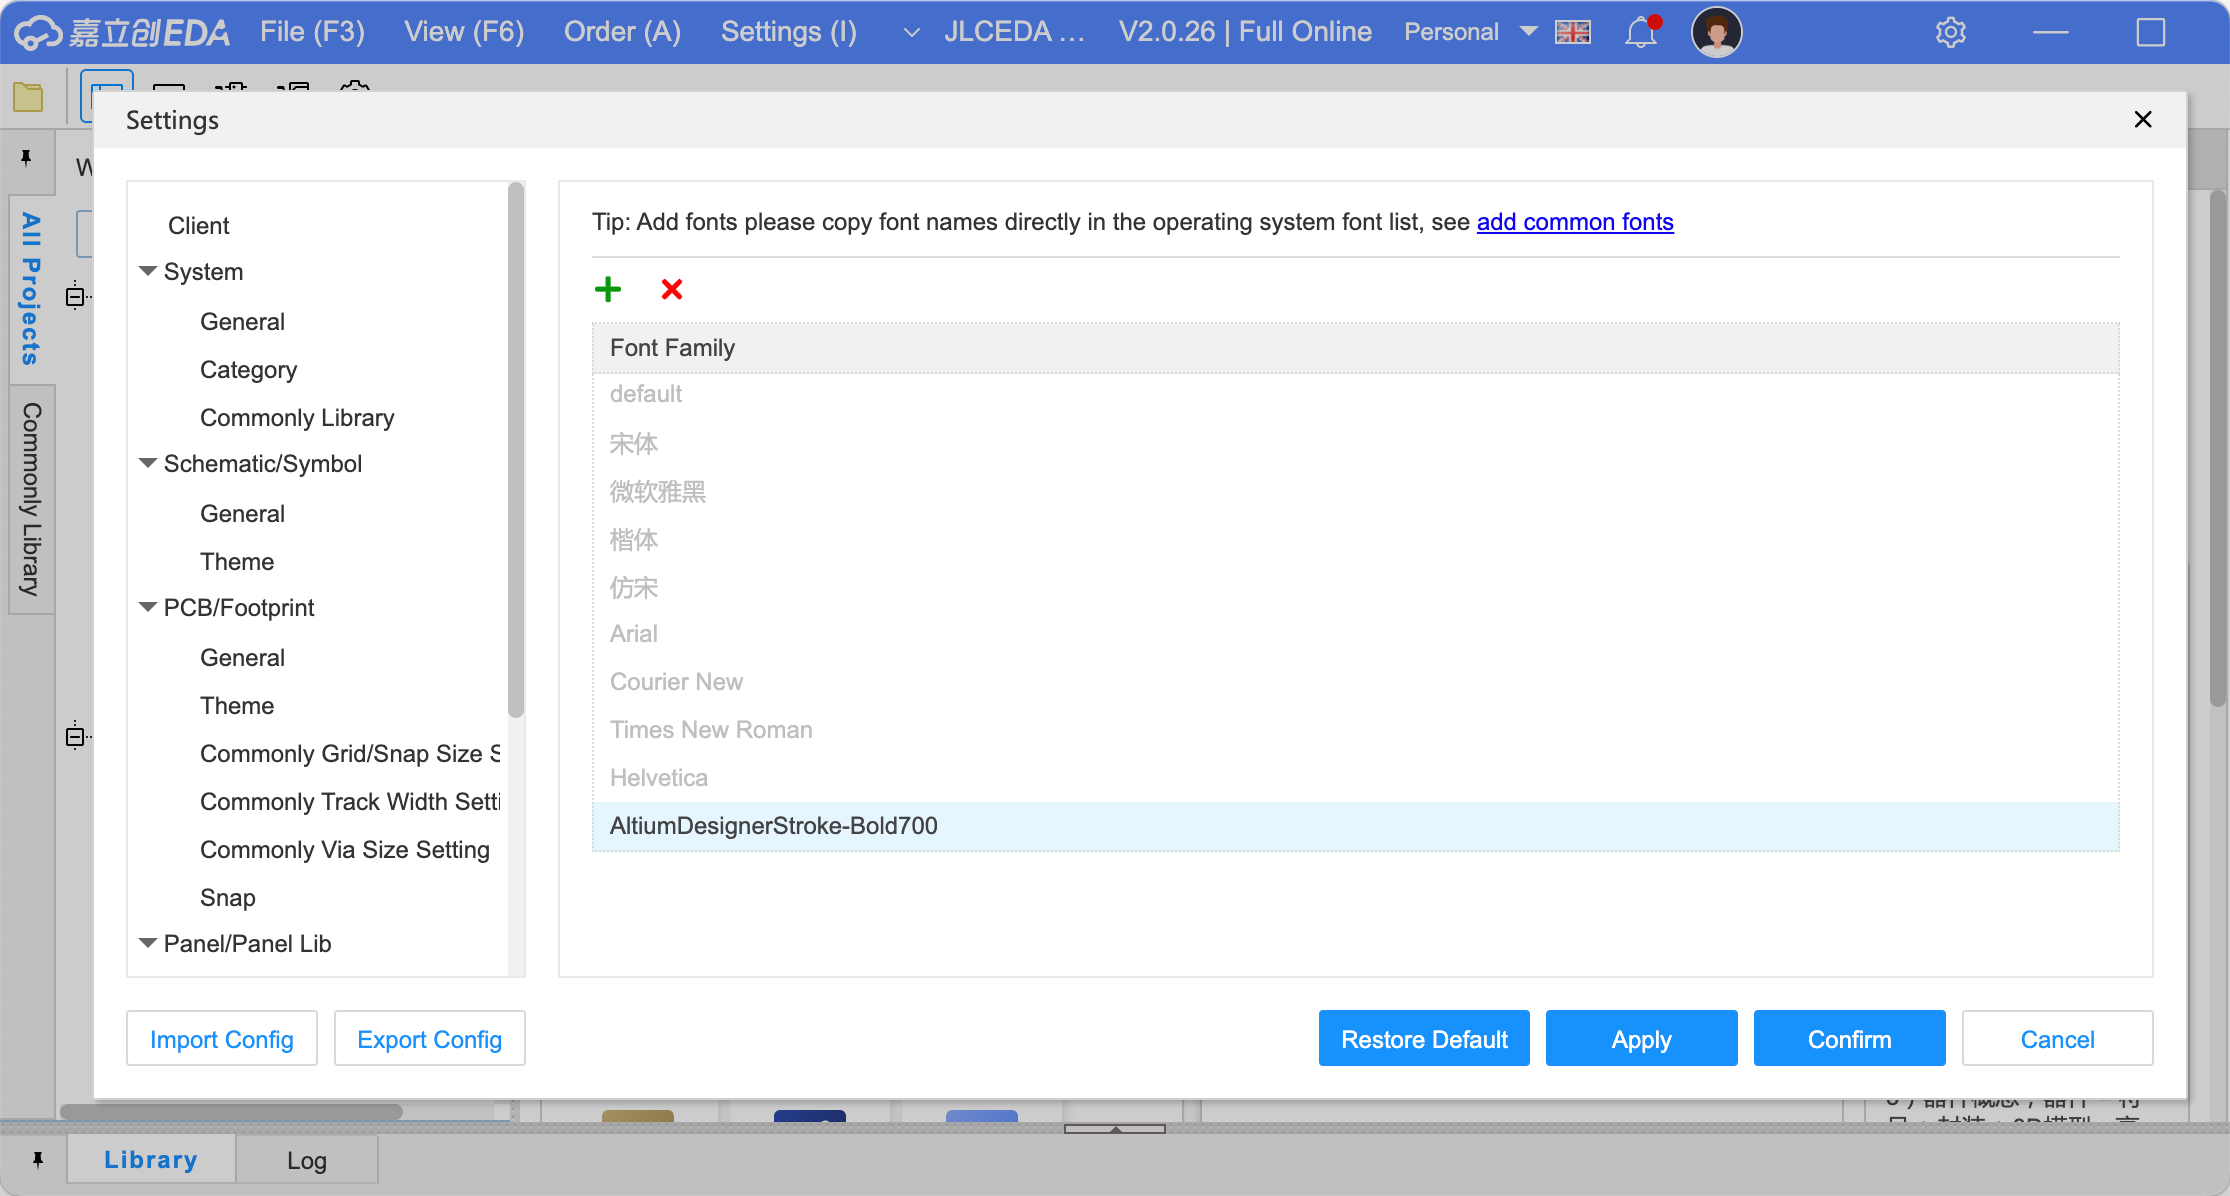 嘉立创EDA File (F3) View (F6) Order (A) Settings (I) JLCEDA ... V2.0.26 | Full Online Personal
Settings
All Projects
Commonly Library
Client
System
General
Category
Commonly Library
Schematic/Symbol
General
Theme
PCB/Footprint
General
Theme
Commonly Grid/Snap Size S
Commonly Track Width Setti
Commonly Via Size Setting
Snap
Panel/Panel Lib
Tip: Add fonts please copy font names directly in the operating system font list, see add common fonts
Font Family
default
宋体
微软雅黑
楷体
仿宋
Arial
Courier New
Times New Roman
Helvetica
AltiumDesignerStroke-Bold700
Import Config Export Config Restore Default Apply Confirm Cancel
Library Log